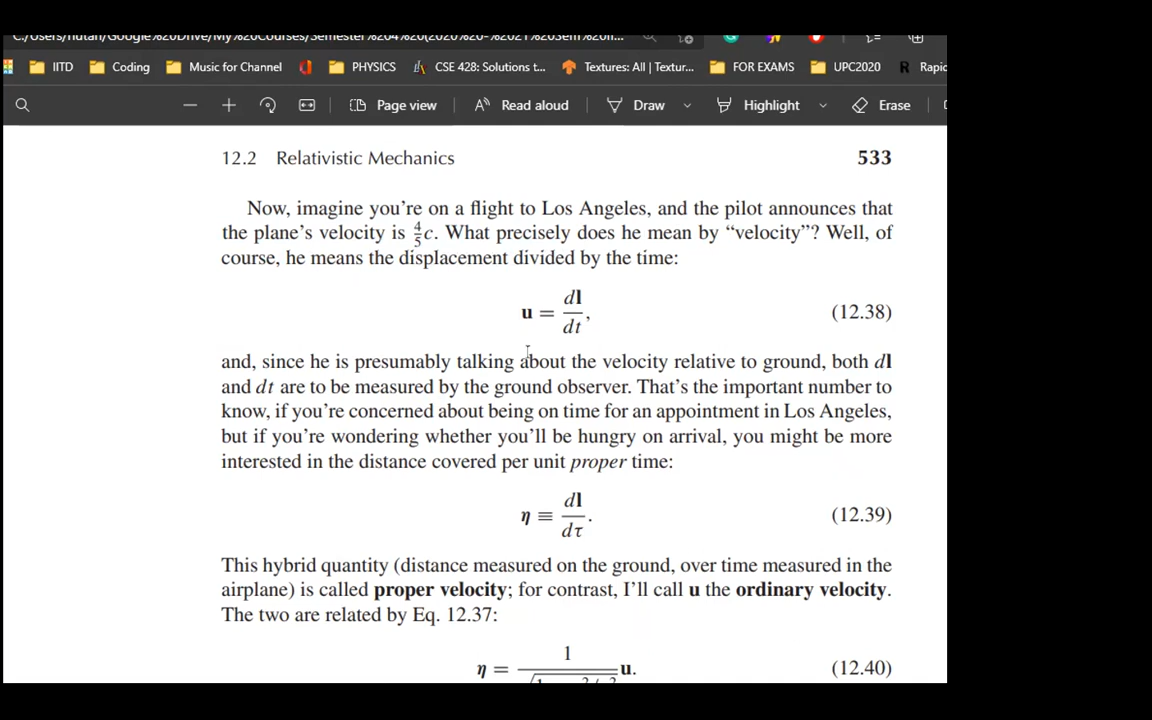 IITD Coding Music for Channel PHYSICS CSE 428: Solutions t... Textures: All | Textur... FOR EXAMS UPC2020 R Rapid
Page view Read aloud Draw Highlight Erase
12.2 Relativistic Mechanics 533
Now, imagine you're on a flight to Los Angeles, and the pilot announces that
the plane's velocity is 4/5 c. What precisely does he mean by “velocity”? Well, of
course, he means the displacement divided by the time:
u = dl/dt, (12.38)
and, since he is presumably talking about the velocity relative to ground, both dl
and dt are to be measured by the ground observer. That's the important number to
know, if you're concerned about being on time for an appointment in Los Angeles,
but if you're wondering whether you'll be hungry on arrival, you might be more
interested in the distance covered per unit proper time:
η ≡ dl/dτ. (12.39)
This hybrid quantity (distance measured on the ground, over time measured in the
airplane) is called proper velocity; for contrast, I'll call u the ordinary velocity.
The two are related by Eq. 12.37:
η = 1 u. (12.40)